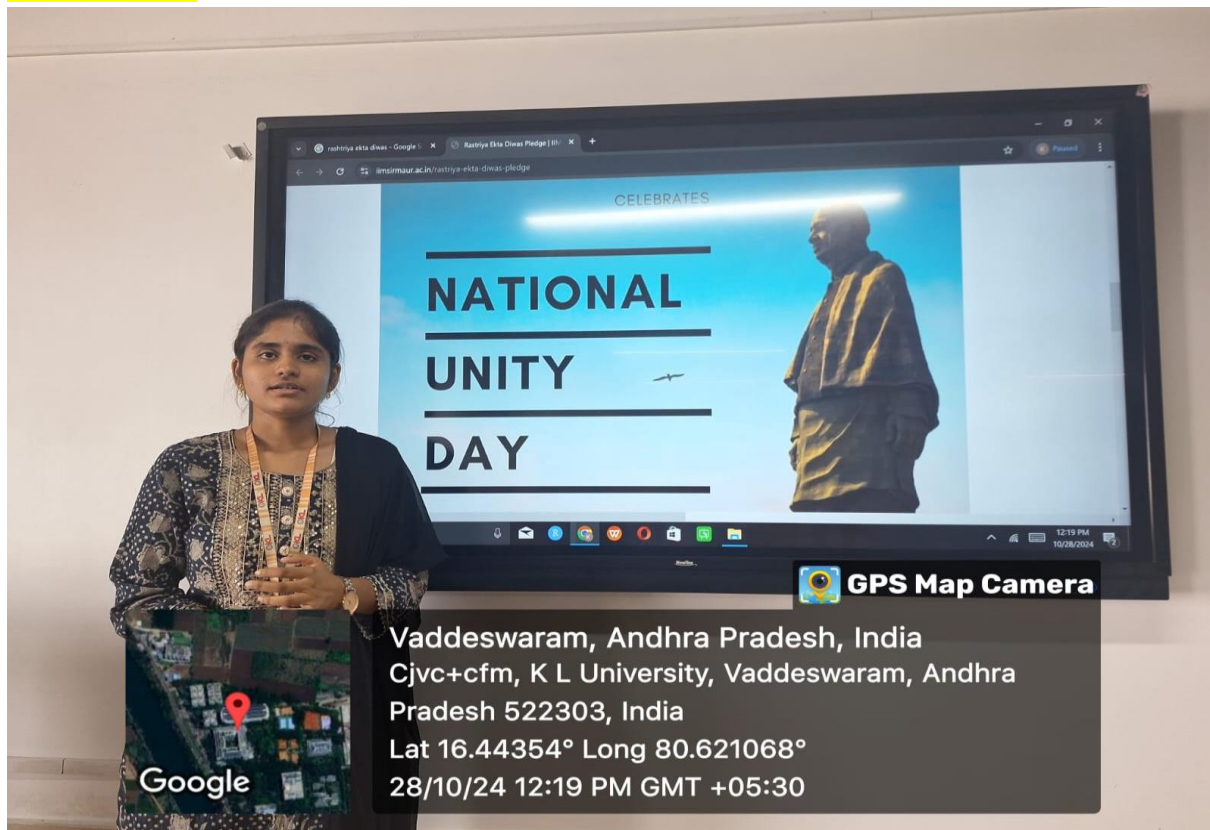 rashtriya ekta diwas - Google S
Rastriya Ekta Diwas Pledge | IIM
Paused
iimsirmaur.ac.in/rastriya-ekta-diwas-pledge
CELEBRATES
NATIONAL
UNITY
DAY
12:19 PM
10/28/2024
GPS Map Camera
Vaddeswaram, Andhra Pradesh, India
Cjvc+cfm, K L University, Vaddeswaram, Andhra
Pradesh 522303, India
Lat 16.44354° Long 80.621068°
28/10/24 12:19 PM GMT +05:30
Google